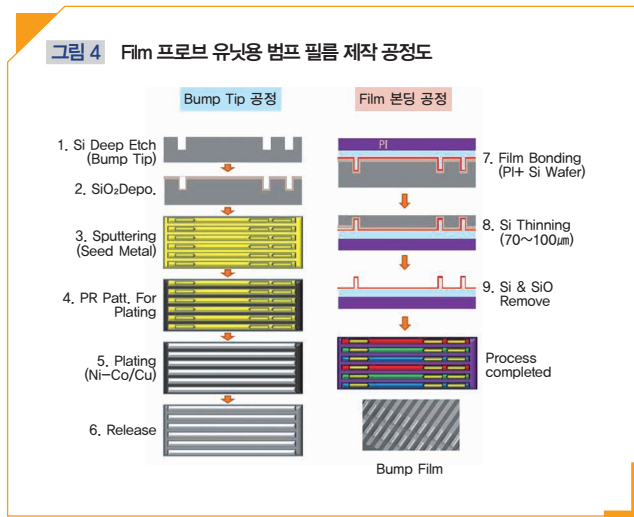 그림 4 Film 프로브 유닛용 범프 필름 제작 공정도
Bump Tip 공정
1. Si Deep Etch
(Bump Tip)
2. SiO₂Depo.
3. Sputtering
(Seed Metal)
4. PR Patt. For
Plating
5. Plating
(Ni-Co/Cu)
6. Release
Film 본딩 공정
PI
7. Film Bonding
(PI+ Si Wafer)
8. Si Thinning
(70~100㎛)
9. Si & SiO
Remove
Process
completed
Bump Film